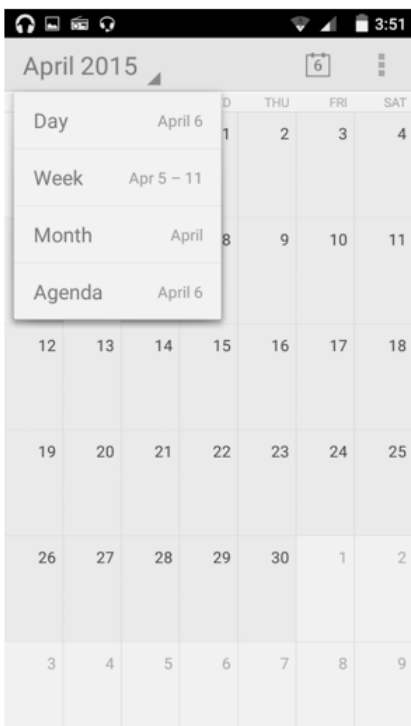 3:51
April 2015 6
D THU FRI SAT
Day April 6
1 2 3 4
Week Apr 5 – 11
Month April
8 9 10 11
Agenda April 6
12 13 14 15 16 17 18
19 20 21 22 23 24 25
26 27 28 29 30 1 2
3 4 5 6 7 8 9